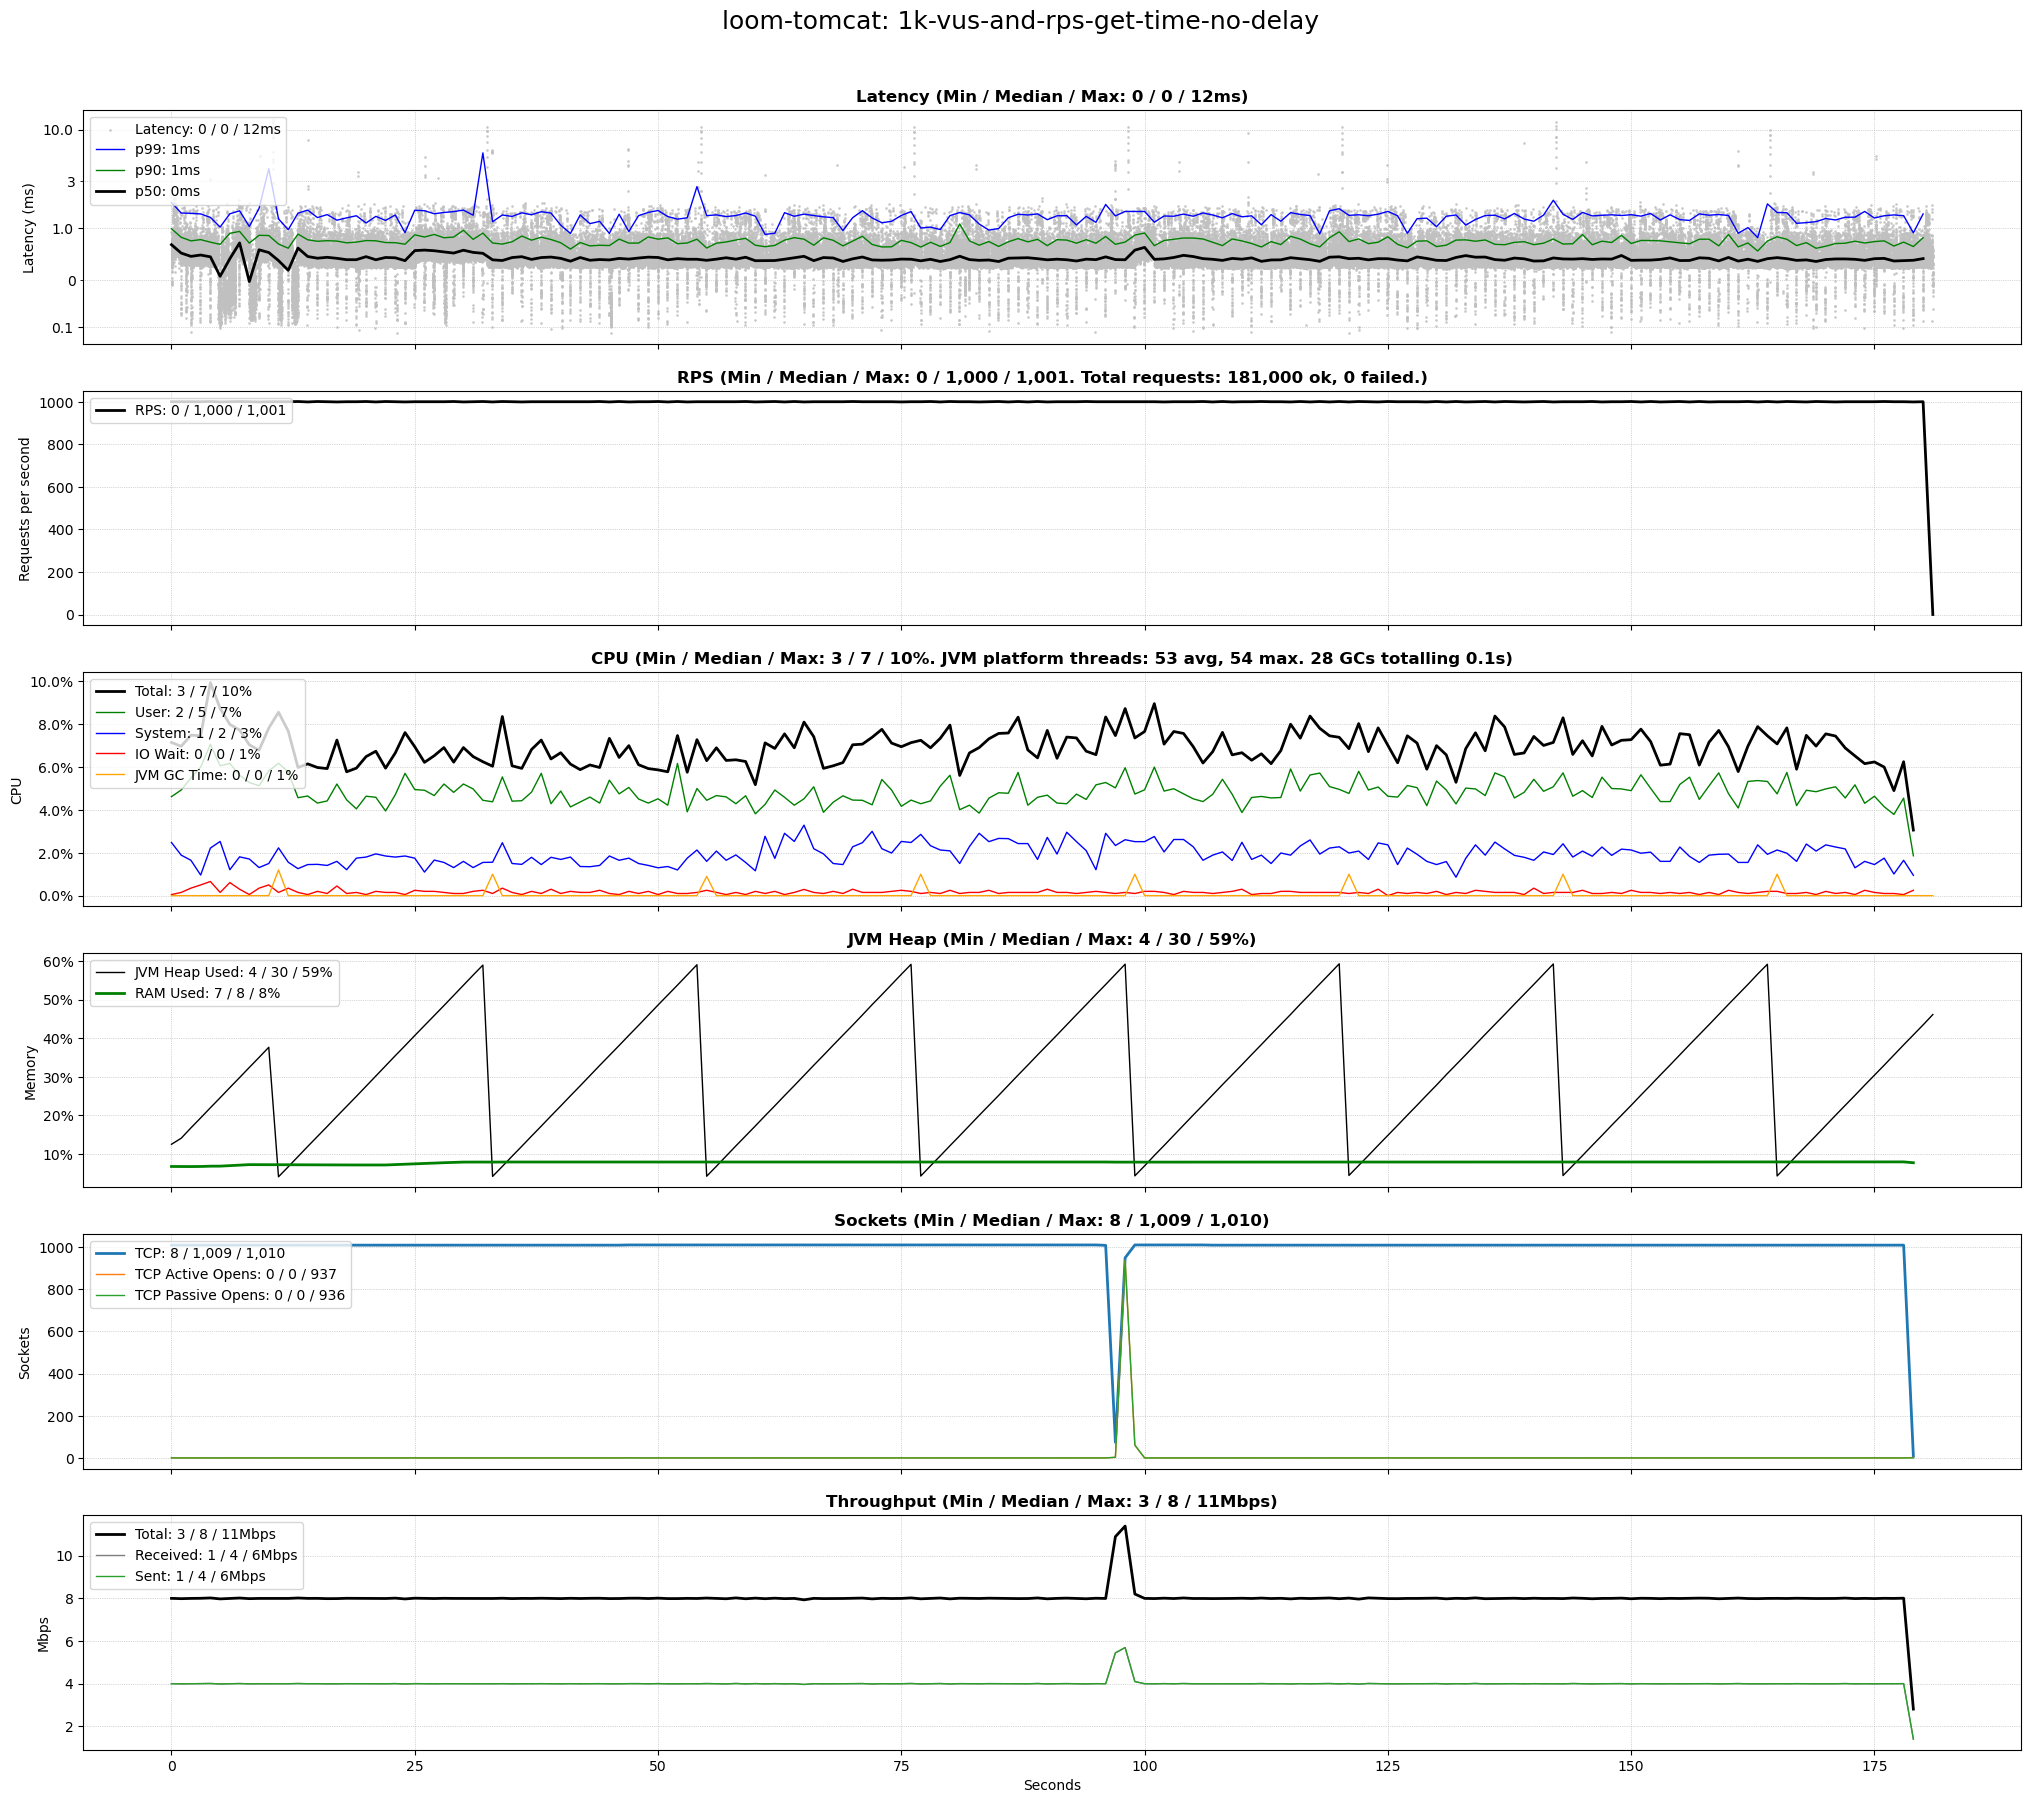 loom-tomcat: 1k-vus-and-rps-get-time-no-delay
Latency (Min / Median / Max: 0 / 0 / 12ms)
Latency (ms)
10.0
3
1.0
0
0.1
Latency: 0 / 0 / 12ms
p99: 1ms
p90: 1ms
p50: 0ms
RPS (Min / Median / Max: 0 / 1,000 / 1,001. Total requests: 181,000 ok, 0 failed.)
Requests per second
1000
800
600
400
200
0
RPS: 0 / 1,000 / 1,001
CPU (Min / Median / Max: 3 / 7 / 10%. JVM platform threads: 53 avg, 54 max. 28 GCs totalling 0.1s)
CPU
10.0%
8.0%
6.0%
4.0%
2.0%
0.0%
Total: 3 / 7 / 10%
User: 2 / 5 / 7%
System: 1 / 2 / 3%
IO Wait: 0 / 0 / 1%
JVM GC Time: 0 / 0 / 1%
JVM Heap (Min / Median / Max: 4 / 30 / 59%)
Memory
60%
50%
40%
30%
20%
10%
JVM Heap Used: 4 / 30 / 59%
RAM Used: 7 / 8 / 8%
Sockets (Min / Median / Max: 8 / 1,009 / 1,010)
Sockets
1000
800
600
400
200
0
TCP: 8 / 1,009 / 1,010
TCP Active Opens: 0 / 0 / 937
TCP Passive Opens: 0 / 0 / 936
Throughput (Min / Median / Max: 3 / 8 / 11Mbps)
Mbps
10
8
6
4
2
Total: 3 / 8 / 11Mbps
Received: 1 / 4 / 6Mbps
Sent: 1 / 4 / 6Mbps
0
25
50
75
100
125
150
175
Seconds